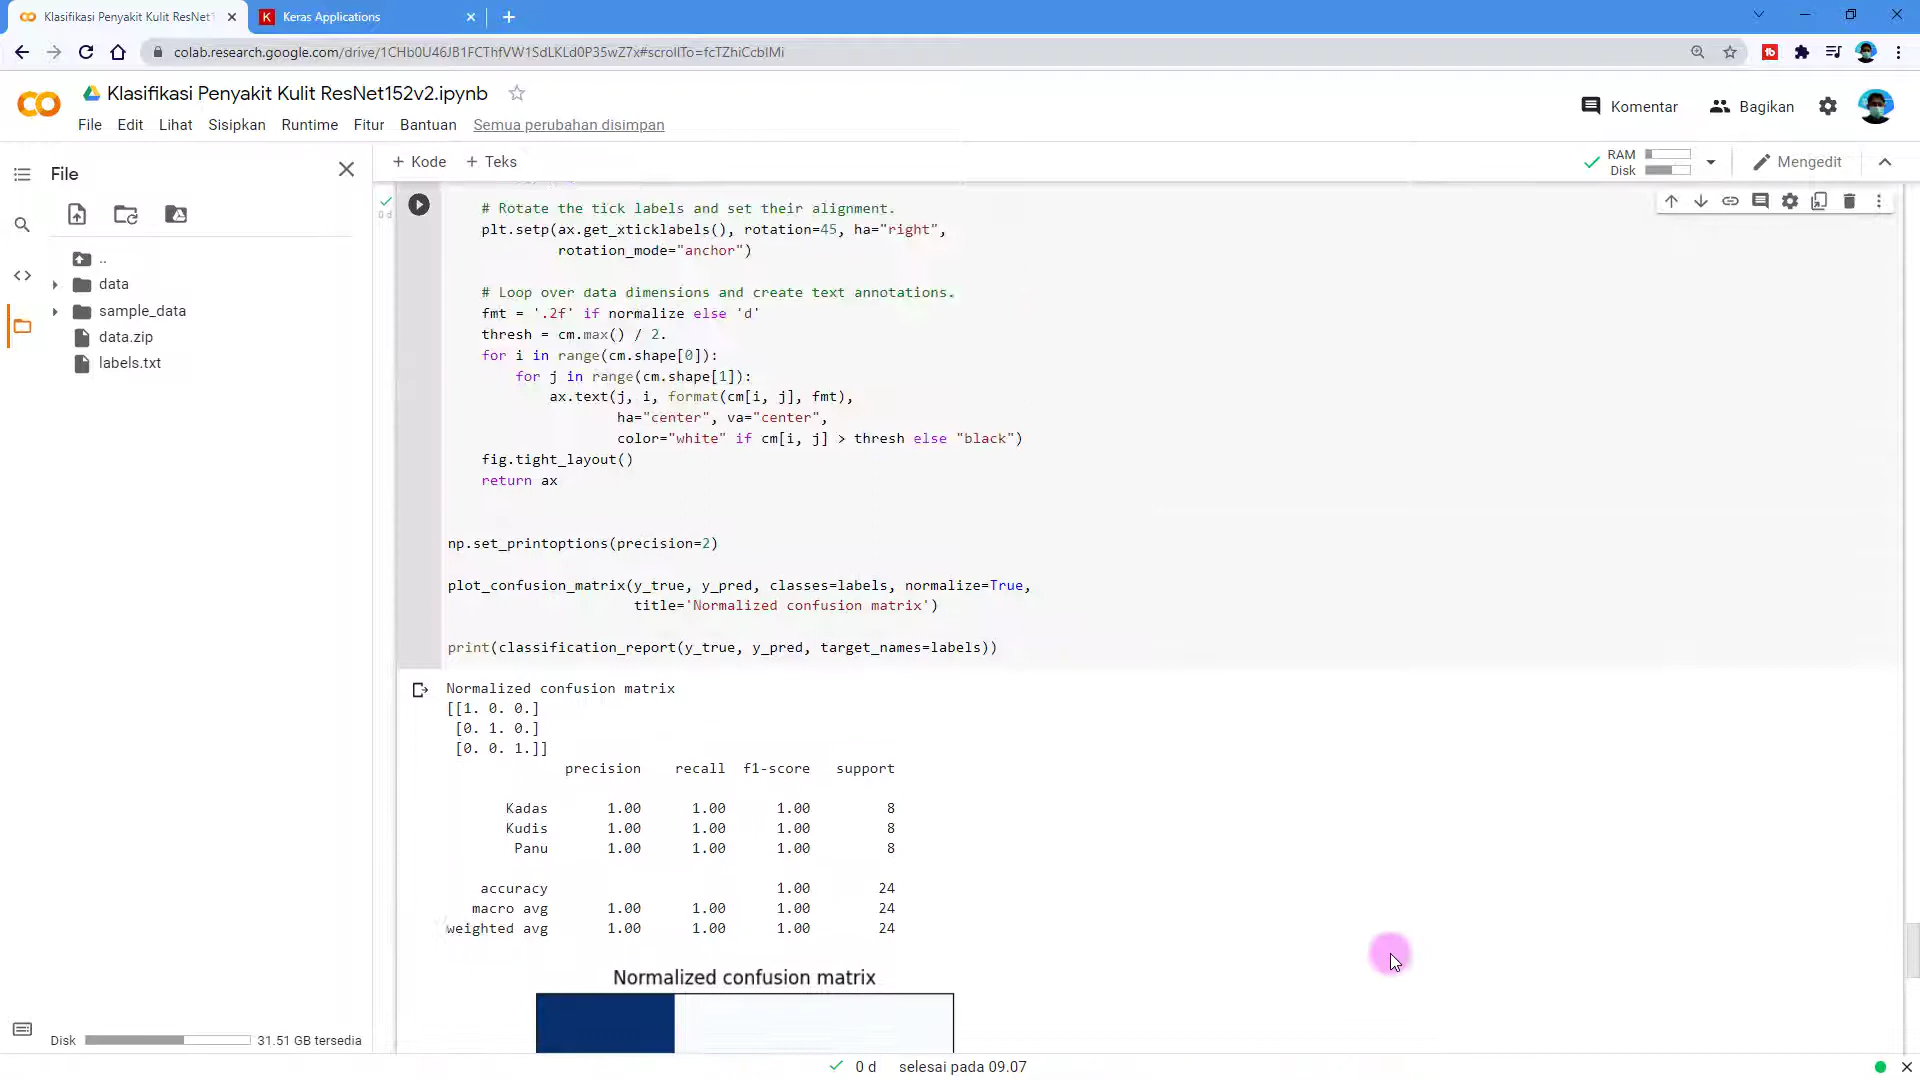 Klasifikasi Penyakit Kulit ResNet1
Keras Applications
colab.research.google.com/drive/1CHb0U46JB1FCThfVW1SdLKLd0P35wZ7x#scrollTo=fcTZhiCcbIMi
Klasifikasi Penyakit Kulit ResNet152v2.ipynb
Komentar
Bagikan
File Edit Lihat Sisipkan Runtime Fitur Bantuan Semua perubahan disimpan
File
+ Kode + Teks
RAM
Disk
Mengedit
..
data
sample_data
data.zip
labels.txt
0 d
# Rotate the tick labels and set their alignment.
plt.setp(ax.get_xticklabels(), rotation=45, ha="right",
rotation_mode="anchor")
# Loop over data dimensions and create text annotations.
fmt = '.2f' if normalize else 'd'
thresh = cm.max() / 2.
for i in range(cm.shape[0]):
for j in range(cm.shape[1]):
ax.text(j, i, format(cm[i, j], fmt),
ha="center", va="center",
color="white" if cm[i, j] > thresh else "black")
fig.tight_layout()
return ax
np.set_printoptions(precision=2)
plot_confusion_matrix(y_true, y_pred, classes=labels, normalize=True,
title='Normalized confusion matrix')
print(classification_report(y_true, y_pred, target_names=labels))
Normalized confusion matrix
[[1. 0. 0.]
[0. 1. 0.]
[0. 0. 1.]]
precision recall f1-score support
Kadas 1.00 1.00 1.00 8
Kudis 1.00 1.00 1.00 8
Panu 1.00 1.00 1.00 8
accuracy 1.00 24
macro avg 1.00 1.00 1.00 24
weighted avg 1.00 1.00 1.00 24
Normalized confusion matrix
Disk 31.51 GB tersedia
0 d selesai pada 09.07